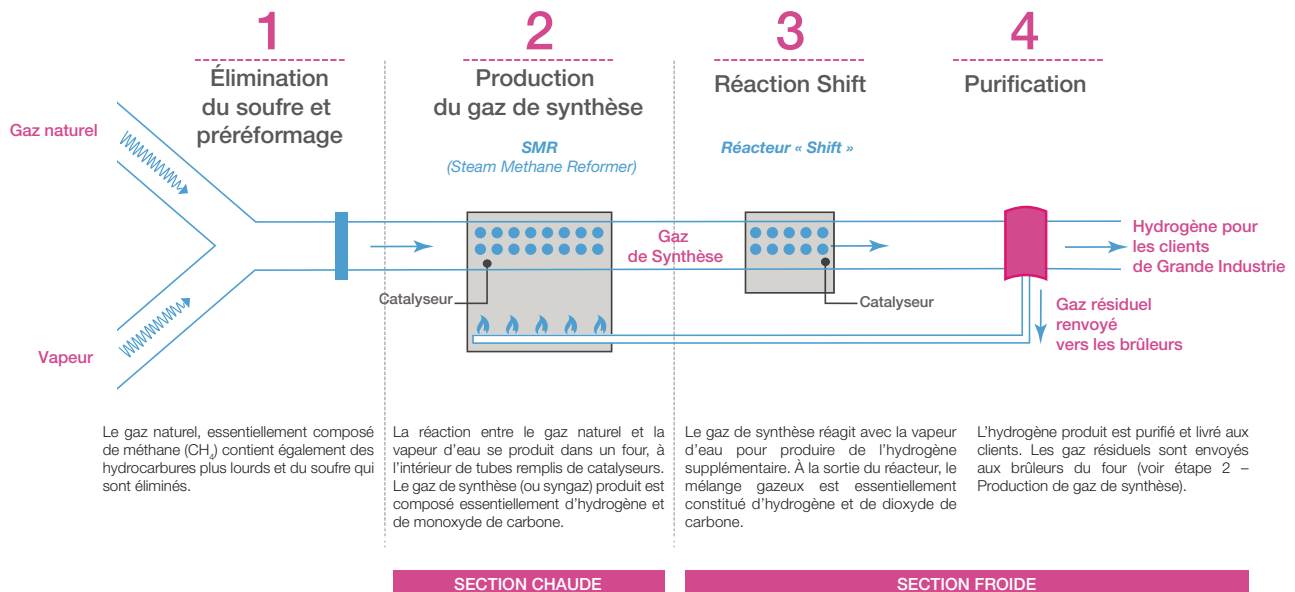 1
Élimination
du soufre et
préréformage
2
Production
du gaz de synthèse
SMR
(Steam Methane Reformer)
3
Réaction Shift
Réacteur « Shift »
4
Purification
Gaz naturel
Vapeur
Catalyseur
Gaz
de Synthèse
Catalyseur
Hydrogène pour
les clients
de Grande Industrie
Gaz résiduel
renvoyé
vers les brûleurs
Le gaz naturel, essentiellement composé
de méthane (CH₄) contient également des
hydrocarbures plus lourds et du soufre qui
sont éliminés.
La réaction entre le gaz naturel et la
vapeur d'eau se produit dans un four, à
l'intérieur de tubes remplis de catalyseurs.
Le gaz de synthèse (ou syngaz) produit est
composé essentiellement d'hydrogène et
de monoxyde de carbone.
Le gaz de synthèse réagit avec la vapeur
d'eau pour produire de l'hydrogène
supplémentaire. À la sortie du réacteur, le
mélange gazeux est essentiellement
constitué d'hydrogène et de dioxyde de
carbone.
L'hydrogène produit est purifié et livré aux
clients. Les gaz résiduels sont envoyés
aux brûleurs du four (voir étape 2 –
Production de gaz de synthèse).
SECTION CHAUDE
SECTION FROIDE